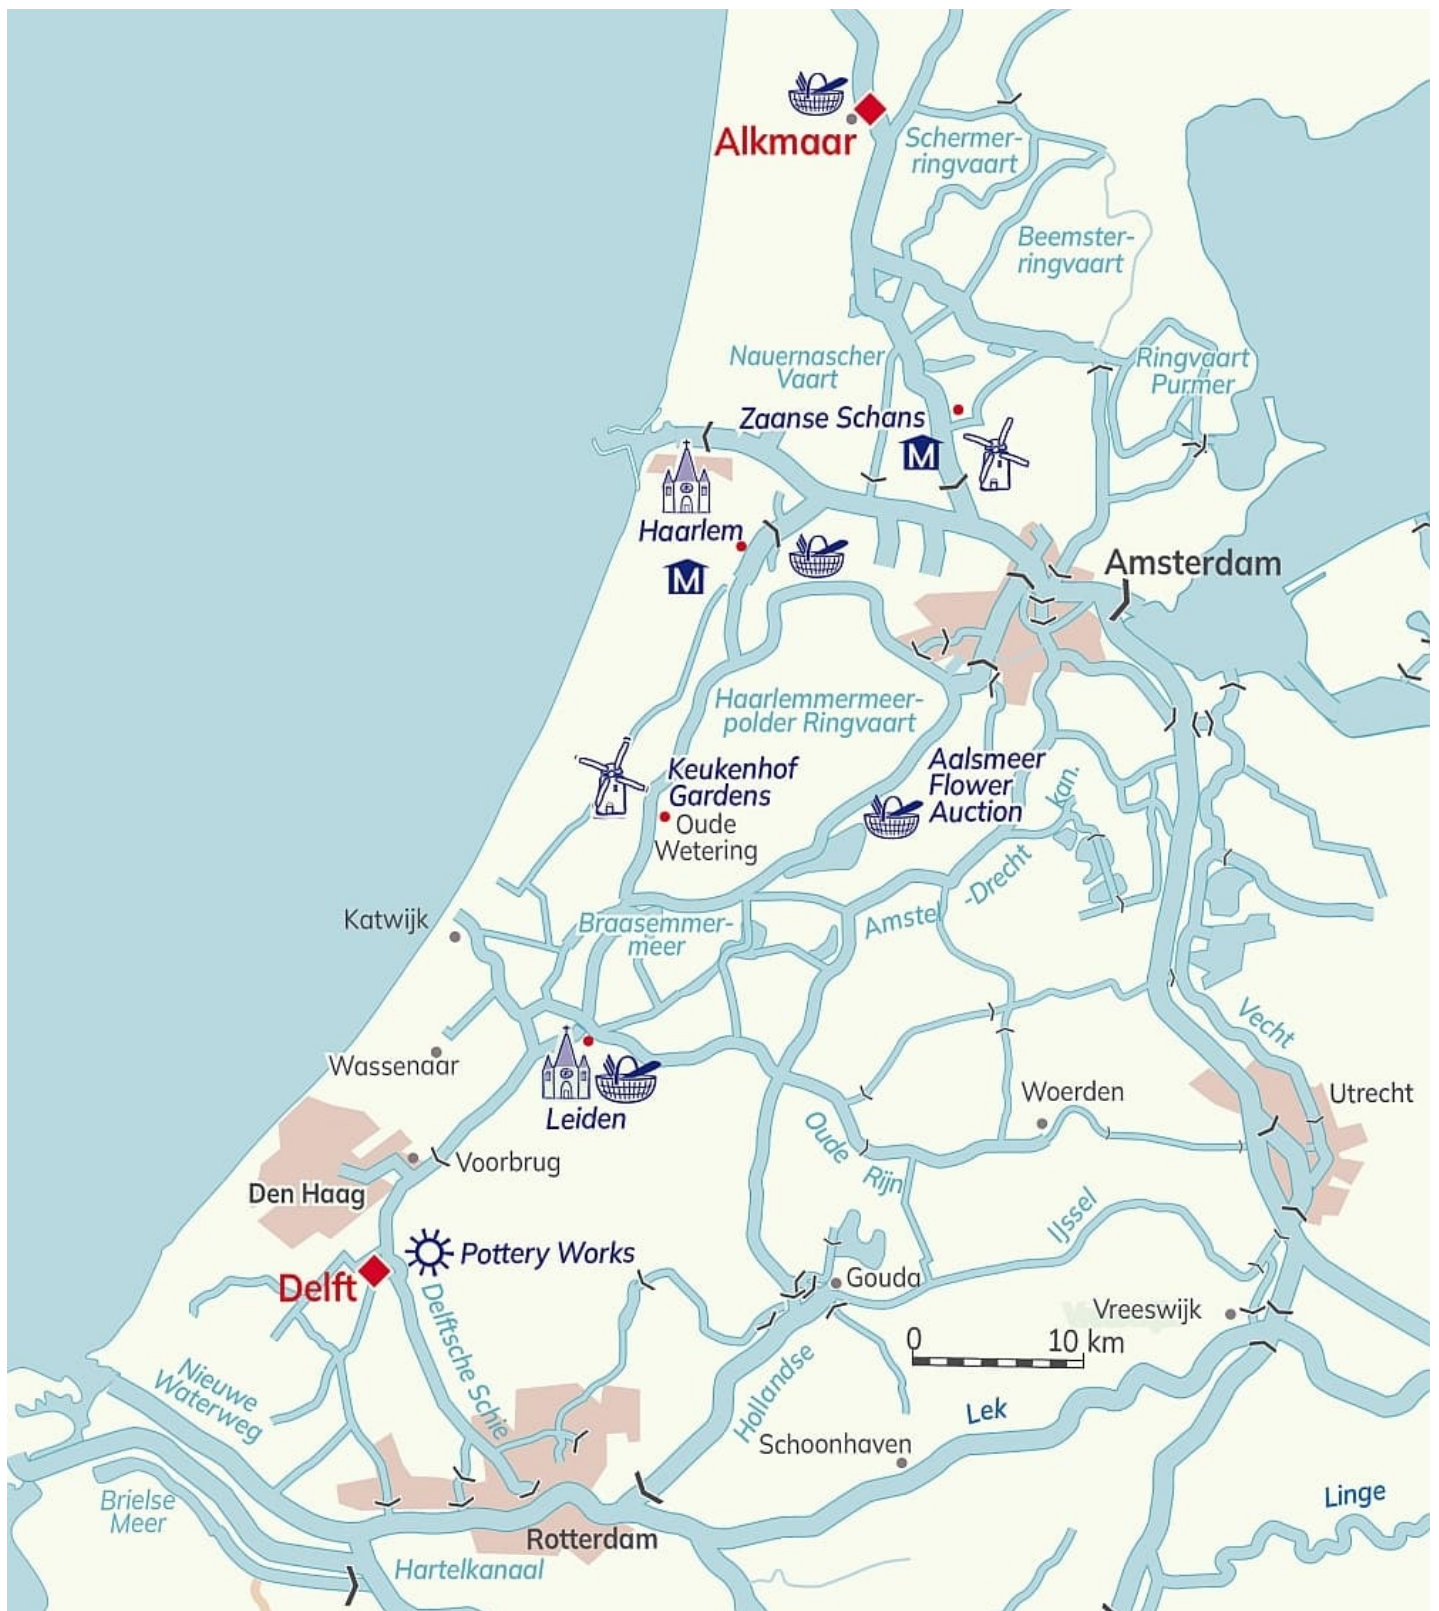 Alkmaar
Schermer-
ringvaart
Beemster-
ringvaart
Nauernascher
Vaart
Ringvaart
Purmer
Zaanse Schans
M
Haarlem
M
Amsterdam
Haarlemmermeer-
polder Ringvaart
Keukenhof
Gardens
Oude
Wetering
Aalsmeer
Flower
Auction
kan.
-Drecht
Amstel
Katwijk
Braasemmer-
meer
Vecht
Wassenaar
Leiden
Woerden
Utrecht
Oude
Rijn
Voorbrug
Den Haag
IJssel
Pottery Works
Delft
Gouda
Delftsche Schie
Vreeswijk
0 10 km
Nieuwe
Waterweg
Hollandse
Lek
Schoonhaven
Linge
Brielse
Meer
Rotterdam
Hartelkanaal